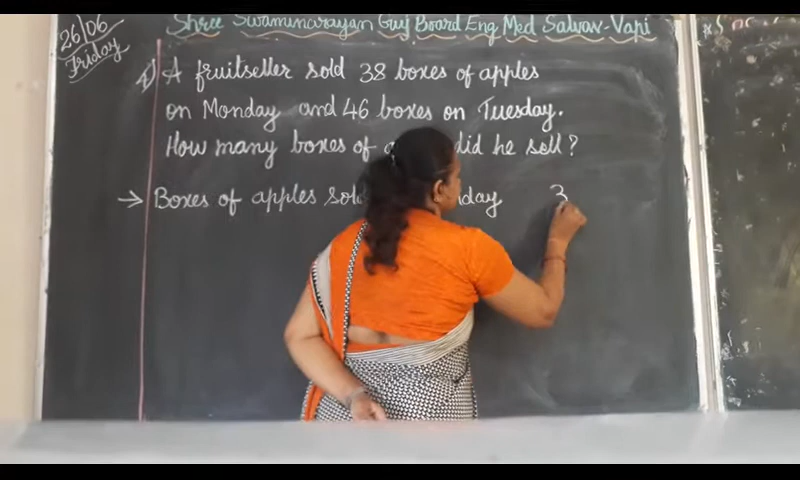 Shree Swaminarayan Guj Board Eng Med Salvav-Vapi
26/06
Friday
1) A fruitseller sold 38 boxes of apples
on Monday and 46 boxes on Tuesday.
How many boxes of a did he sell?
→ Boxes of apples sold day 3